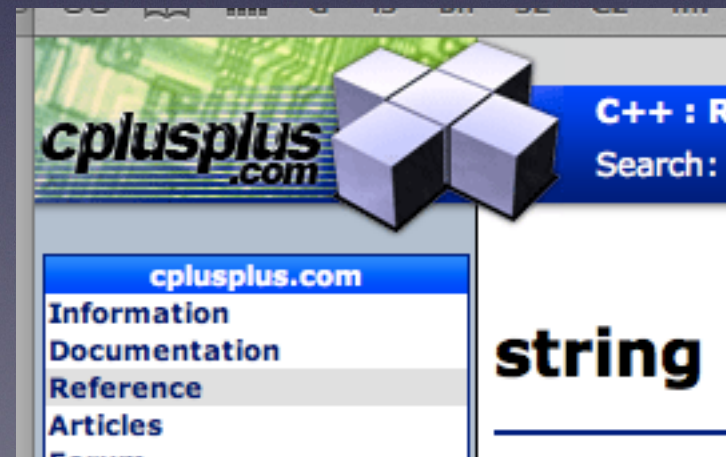 cplusplus
.com
C++ : R
Search:
cplusplus.com
Information
Documentation
Reference
Articles
string